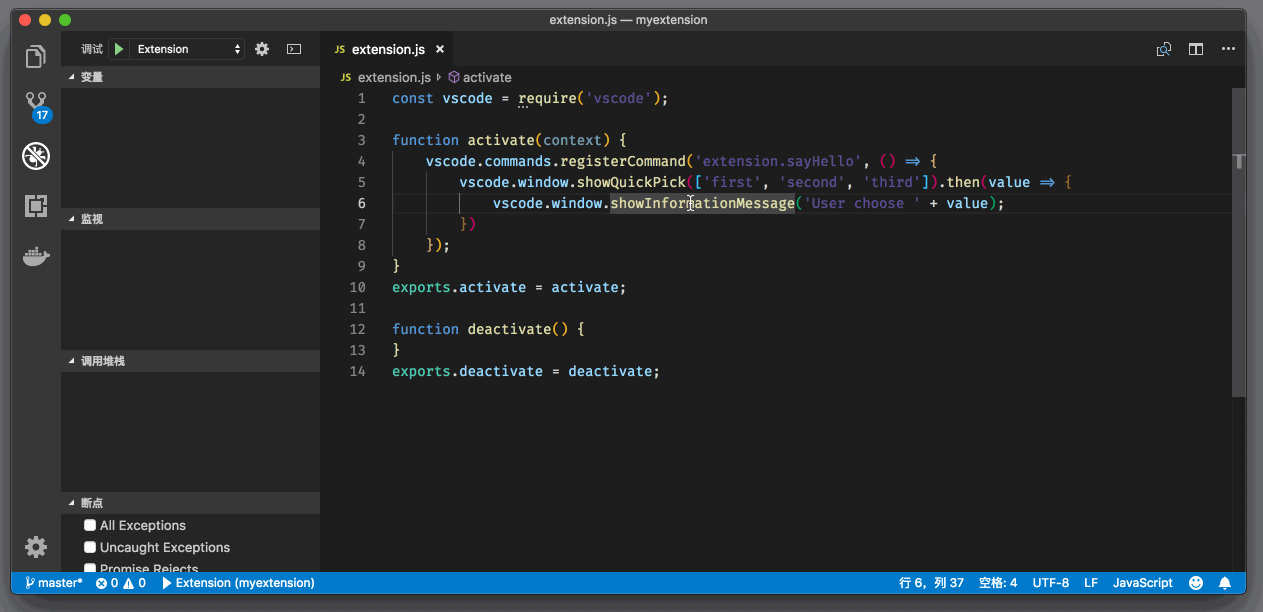 extension.js — myextension
调试 Extension
JS extension.js ×
17
变量
监视
调用堆栈
断点
All Exceptions
Uncaught Exceptions
Promise Rejects
JS extension.js activate
1 const vscode = require('vscode');
2
3 function activate(context) {
4 vscode.commands.registerCommand('extension.sayHello', () => {
5 vscode.window.showQuickPick(['first', 'second', 'third']).then(value => {
6 vscode.window.showInformationMessage('User choose ' + value);
7 })
8 });
9 }
10 exports.activate = activate;
11
12 function deactivate() {
13 }
14 exports.deactivate = deactivate;
master* 0 0 Extension (myextension) 行 6，列 37 空格: 4 UTF-8 LF JavaScript